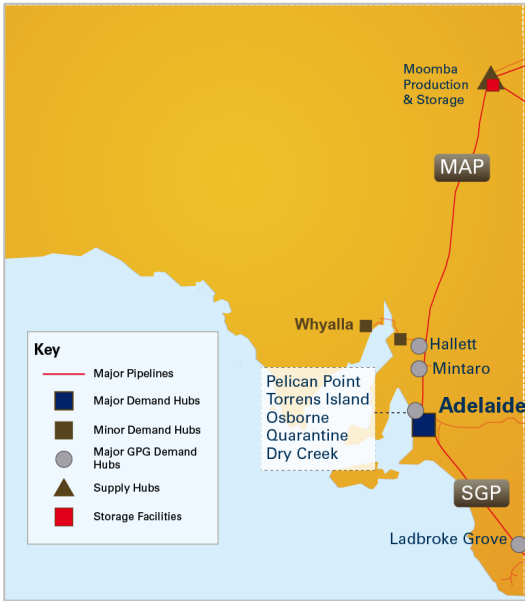 Moomba
Production
& Storage
MAP
Whyalla
Hallett
Mintaro
Pelican Point
Torrens Island
Osborne
Quarantine
Dry Creek
Adelaide
SGP
Ladbroke Grove
Key
Major Pipelines
Major Demand Hubs
Minor Demand Hubs
Major GPG Demand
Hubs
Supply Hubs
Storage Facilities